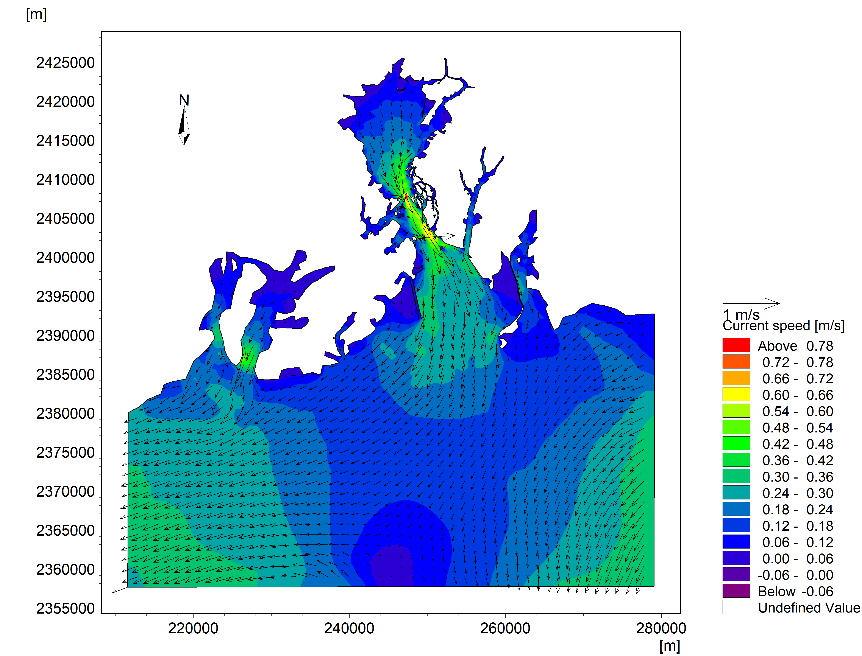 [m]
2425000
2420000
2415000
2410000
2405000
2400000
2395000
2390000
2385000
2380000
2375000
2370000
2365000
2360000
2355000
N
220000 240000 260000 280000
[m]
1 m/s
Current speed [m/s]
Above 0.78
0.72 - 0.78
0.66 - 0.72
0.60 - 0.66
0.54 - 0.60
0.48 - 0.54
0.42 - 0.48
0.36 - 0.42
0.30 - 0.36
0.24 - 0.30
0.18 - 0.24
0.12 - 0.18
0.06 - 0.12
0.00 - 0.06
-0.06 - 0.00
Below -0.06
Undefined Value